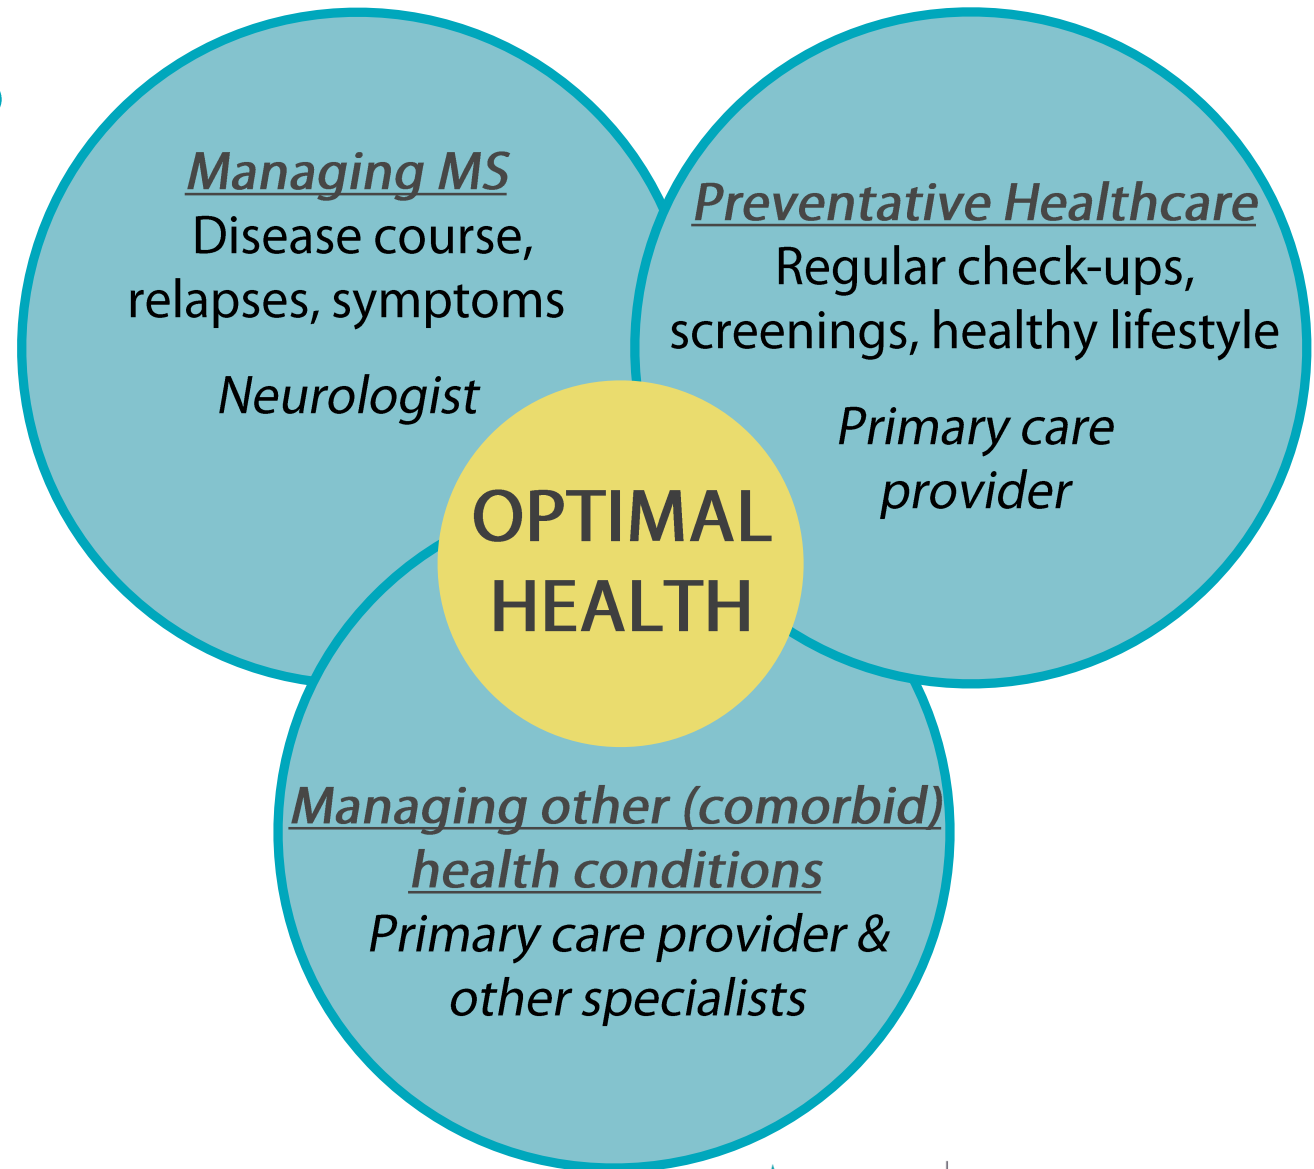 Managing MS
Disease course,
relapses, symptoms
Neurologist
Preventative Healthcare
Regular check-ups,
screenings, healthy lifestyle
Primary care
provider
OPTIMAL
HEALTH
Managing other (comorbid)
health conditions
Primary care provider &
other specialists